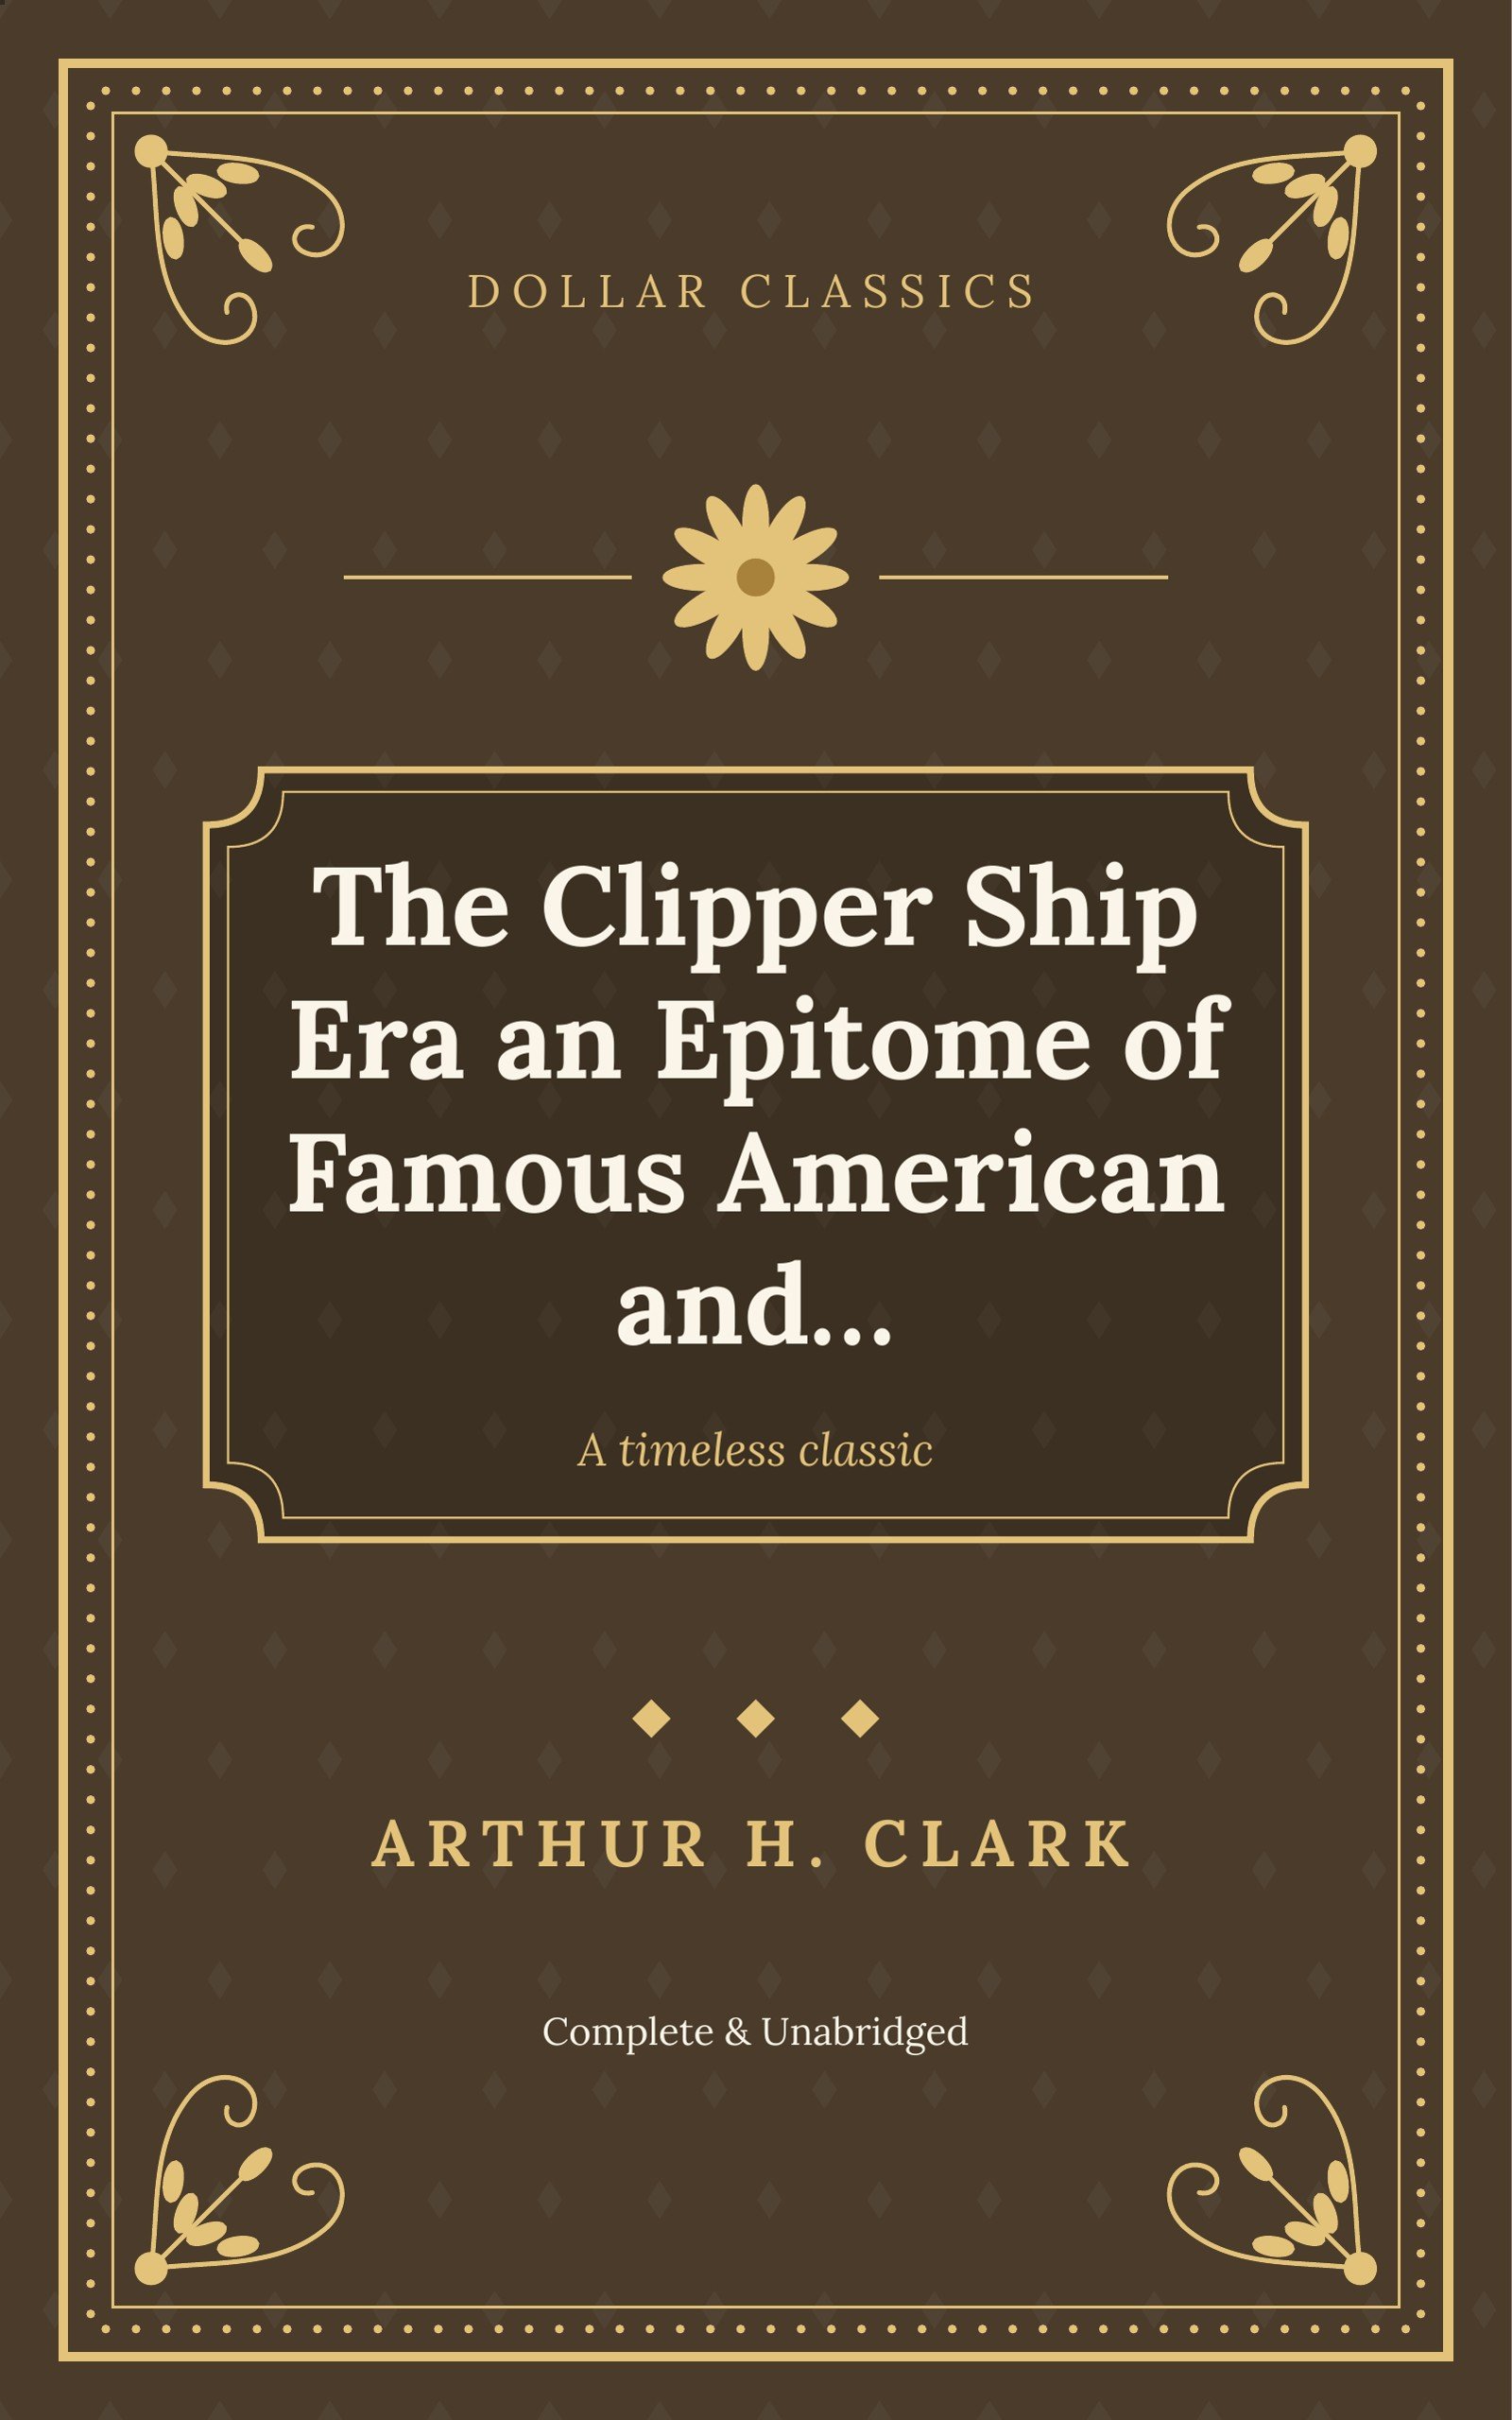 DOLLAR CLASSICS
The Clipper Ship
Era an Epitome of
Famous American
and...
A timeless classic
ARTHUR H. CLARK
Complete & Unabridged